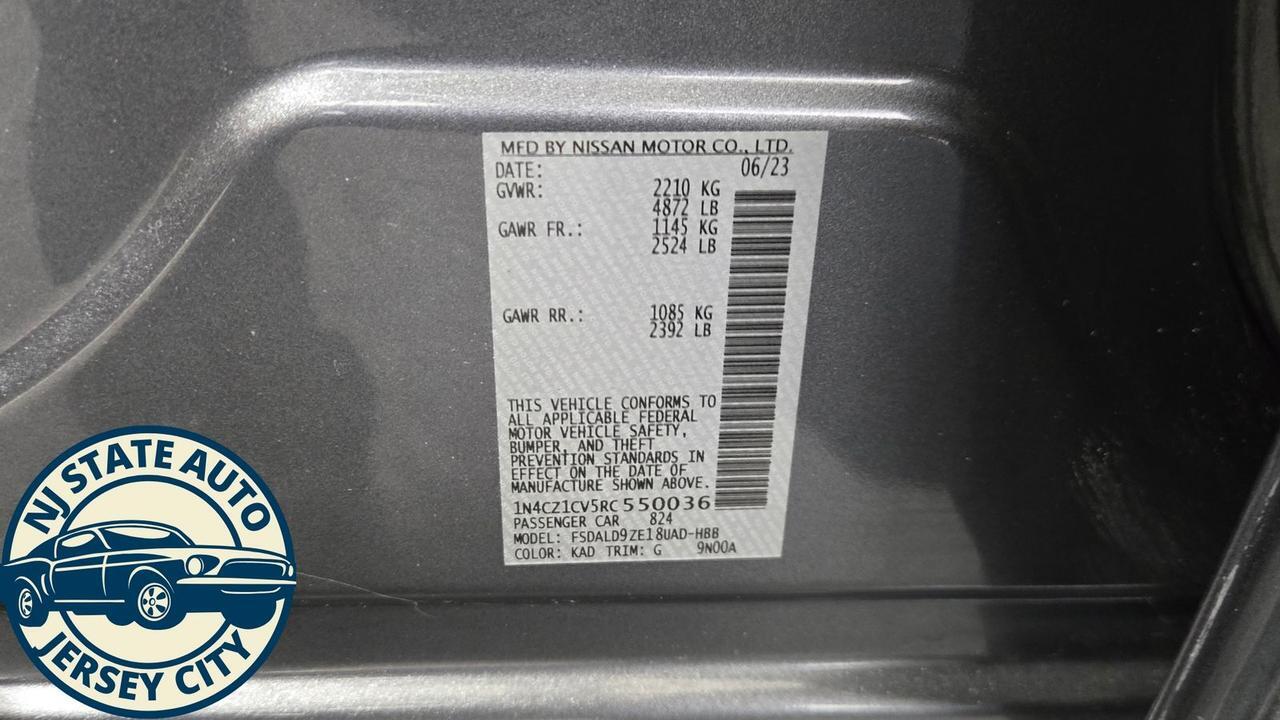 MFD BY NISSAN MOTOR CO., LTD.
DATE: 06/23
GVWR: 2210 KG
4872 LB
GAWR FR.: 1145 KG
2524 LB
GAWR RR.: 1085 KG
2392 LB
THIS VEHICLE CONFORMS TO
ALL APPLICABLE FEDERAL
MOTOR VEHICLE SAFETY,
BUMPER, AND THEFT
PREVENTION STANDARDS IN
EFFECT ON THE DATE OF
MANUFACTURE SHOWN ABOVE.
1N4CZ1CV5RC550036
PASSENGER CAR 824
MODEL: FSDALD9ZE18UAD-HBB
COLOR: KAD TRIM: G 9N00A
NJ STATE AUTO
JERSEY CITY